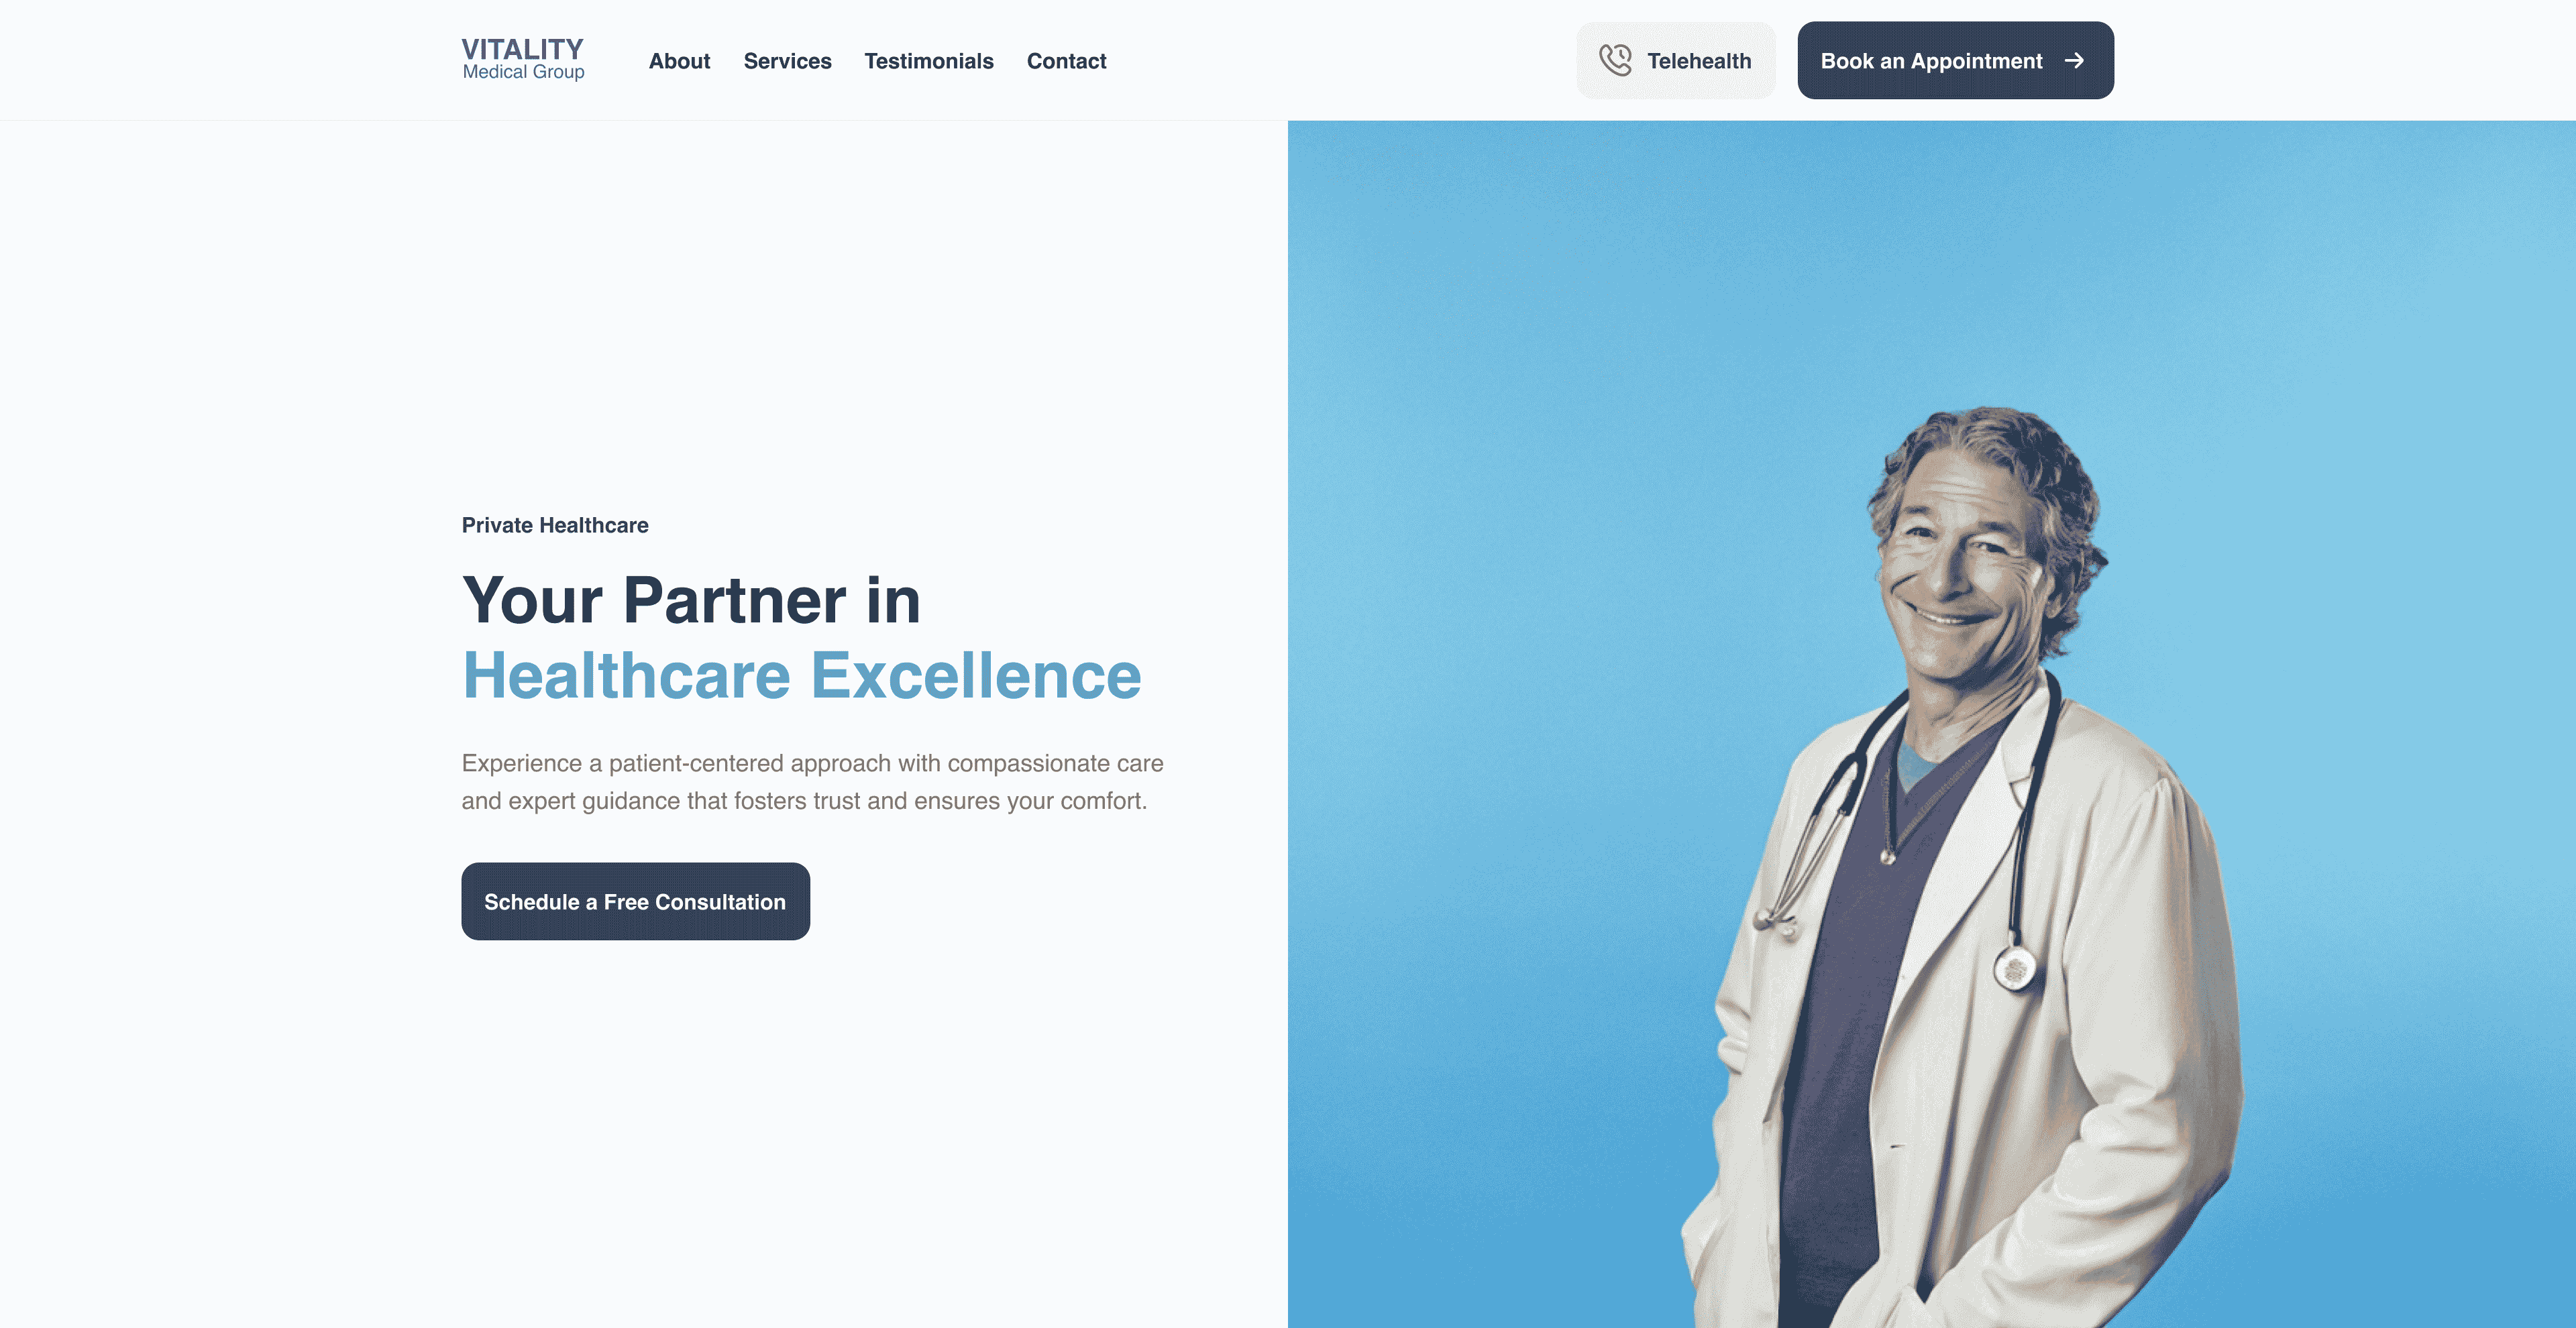 VITALITY
Medical Group
About
Services
Testimonials
Contact
Telehealth
Book an Appointment
Private Healthcare
Your Partner in
Healthcare Excellence
Experience a patient-centered approach with compassionate care
and expert guidance that fosters trust and ensures your comfort.
Schedule a Free Consultation